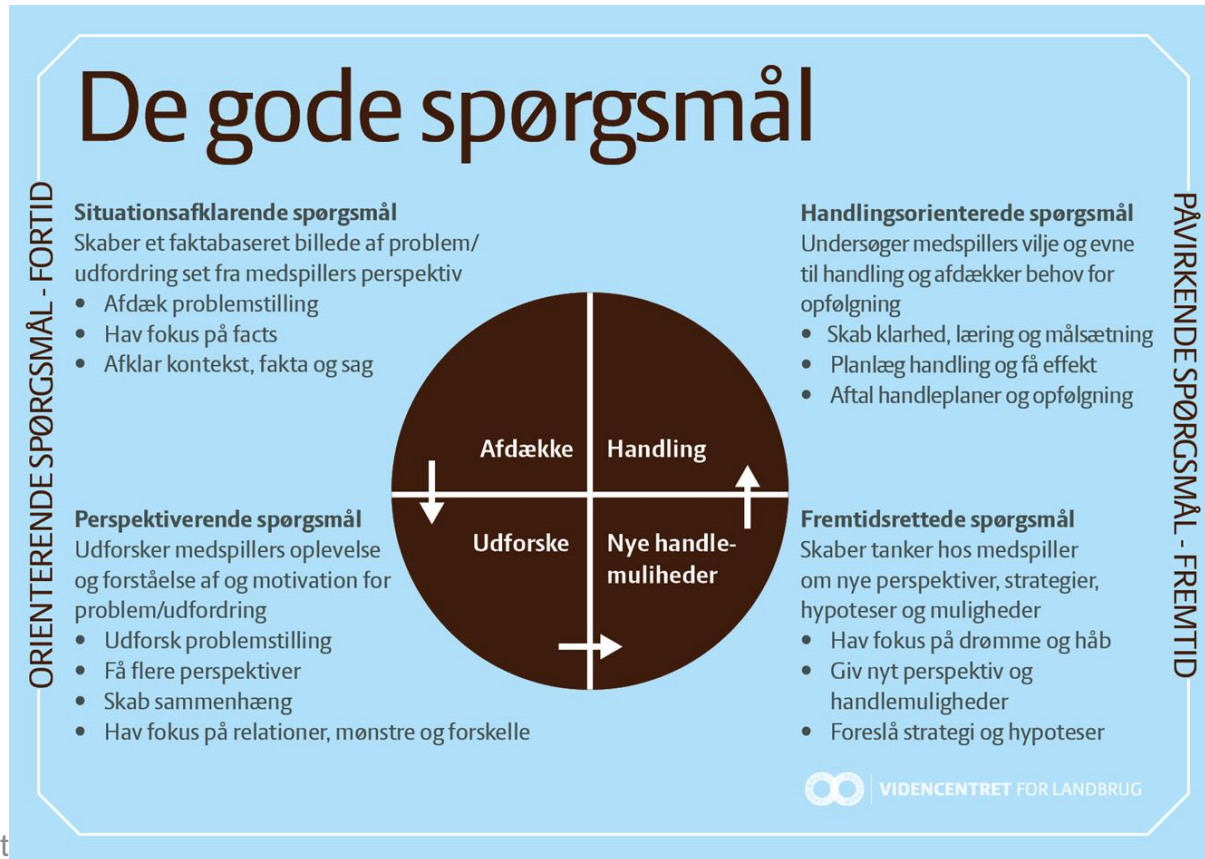 De gode spørgsmål
ORIENTERENDE SPØRGSMÅL - FORTID
Situationsafklarende spørgsmål
Skaber et faktabaseret billede af problem/
udfordring set fra medspillers perspektiv
• Afdæk problemstilling
• Hav fokus på facts
• Afklar kontekst, fakta og sag
Perspektiverende spørgsmål
Udforsker medspillers oplevelse
og forståelse af og motivation for
problem/udfordring
• Udforsk problemstilling
• Få flere perspektiver
• Skab sammenhæng
• Hav fokus på relationer, mønstre og forskelle
Afdække
Handling
Udforske
Nye handle-
muliheder
Handlingsorienterede spørgsmål
Undersøger medspillers vilje og evne
til handling og afdækker behov for
opfølgning
• Skab klarhed, læring og målsætning
• Planlæg handling og få effekt
• Aftal handleplaner og opfølgning
Fremtidsrettede spørgsmål
Skaber tanker hos medspiller
om nye perspektiver, strategier,
hypoteser og muligheder
• Hav fokus på drømme og håb
• Giv nyt perspektiv og
handlemuligheder
• Foreslå strategi og hypoteser
PÅVIRKENDE SPØRGSMÅL - FREMTID
VIDENCENTRET FOR LANDBRUG
t